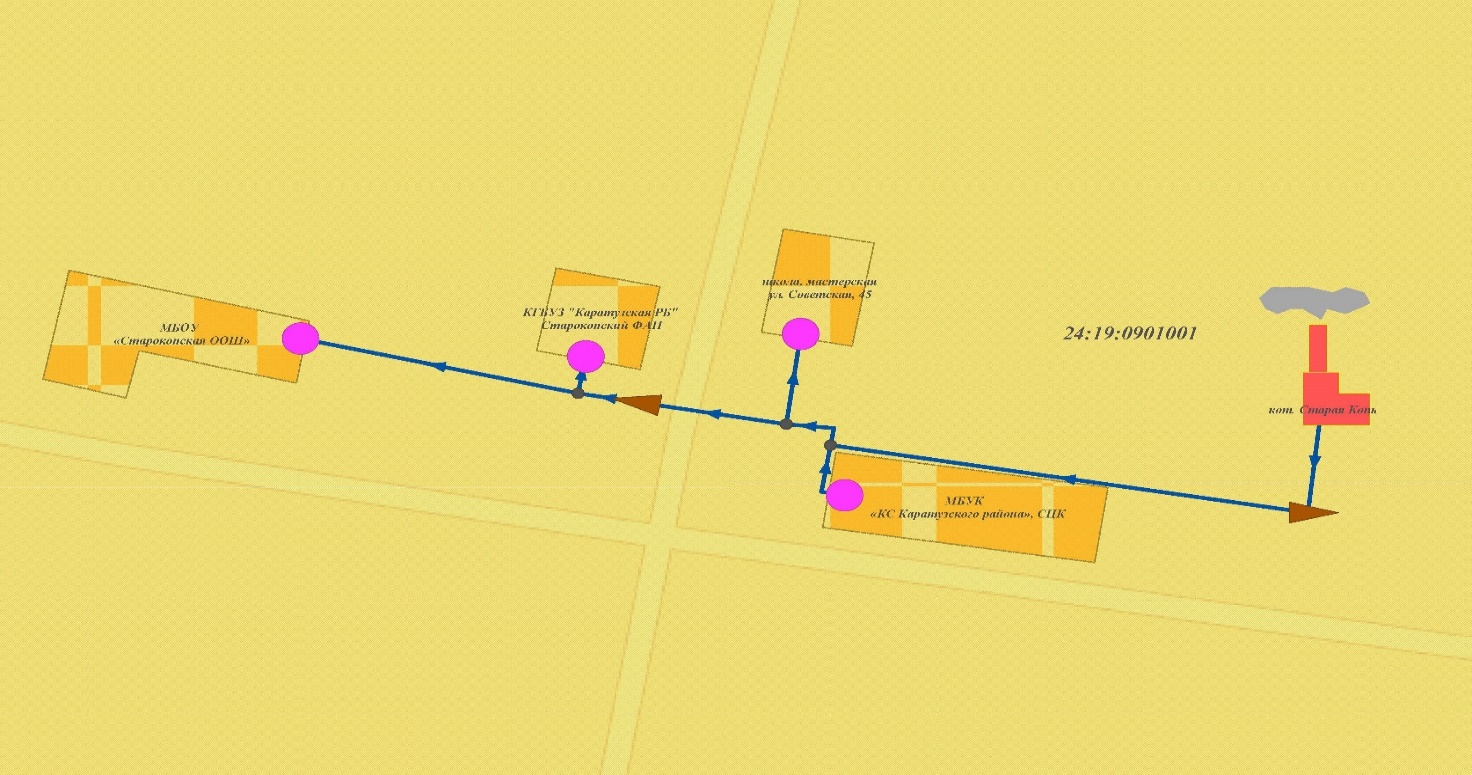 школа, мастерская
ул. Советская, 45
КГБУЗ "Каратузская РБ"
Старокопский ФАП
МБОУ
«Старокопская ООШ»
24:19:0901001
кот. Старая Копь
МБУК
«КС Каратузского района», СЦК